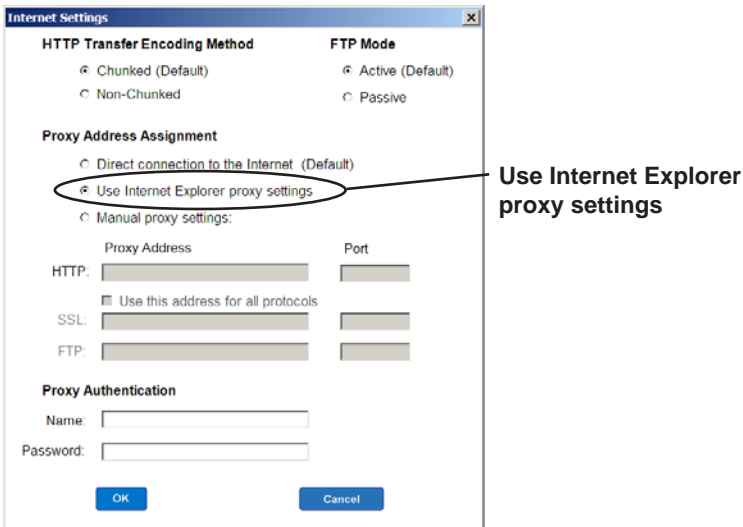 Internet Settings
HTTP Transfer Encoding Method
FTP Mode
Chunked (Default)
Active (Default)
Non-Chunked
Passive
Proxy Address Assignment
Direct connection to the Internet (Default)
Use Internet Explorer proxy settings
Use Internet Explorer
proxy settings
Manual proxy settings:
Proxy Address
Port
HTTP:
Use this address for all protocols
SSL:
FTP:
Proxy Authentication
Name:
Password:
OK
Cancel